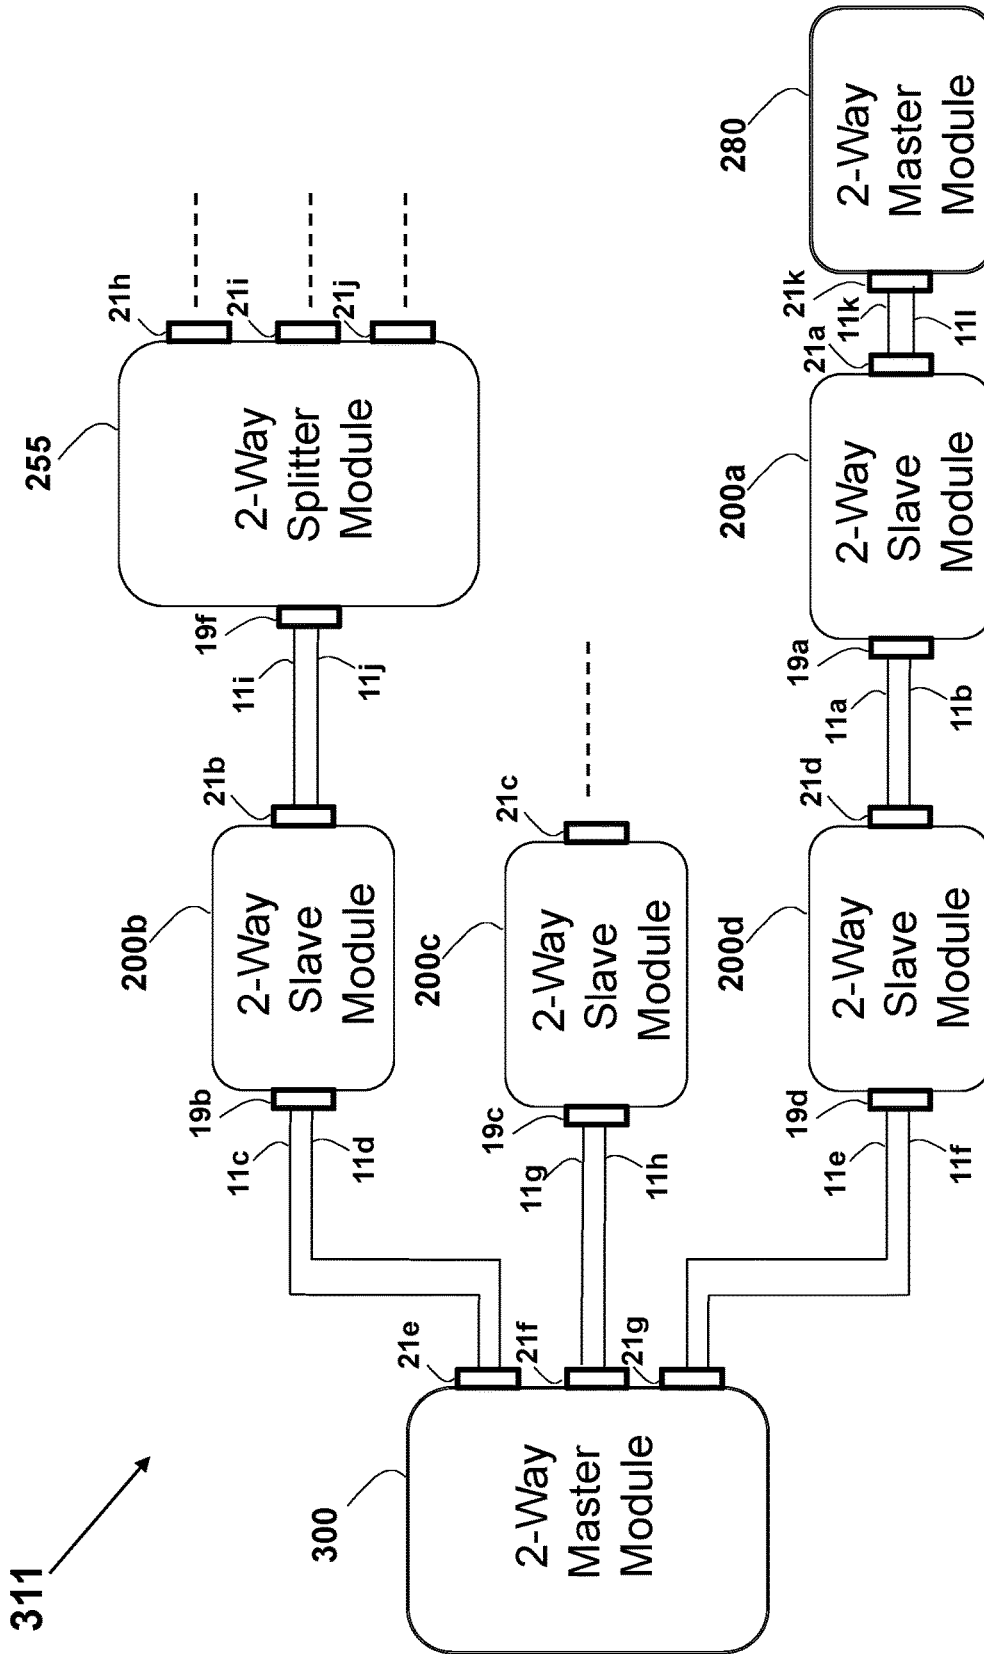 311
300
2-Way
Master
Module
21e
21f
21g
11c
11d
19b
200b
2-Way
Slave
Module
21b
11i
11j
19f
255
2-Way
Splitter
Module
21h
21i
21j
11g
11h
19c
200c
2-Way
Slave
Module
21c
11e
11f
19d
200d
2-Way
Slave
Module
21d
11a
11b
19a
200a
2-Way
Slave
Module
21a
11k
11l
21k
280
2-Way
Master
Module